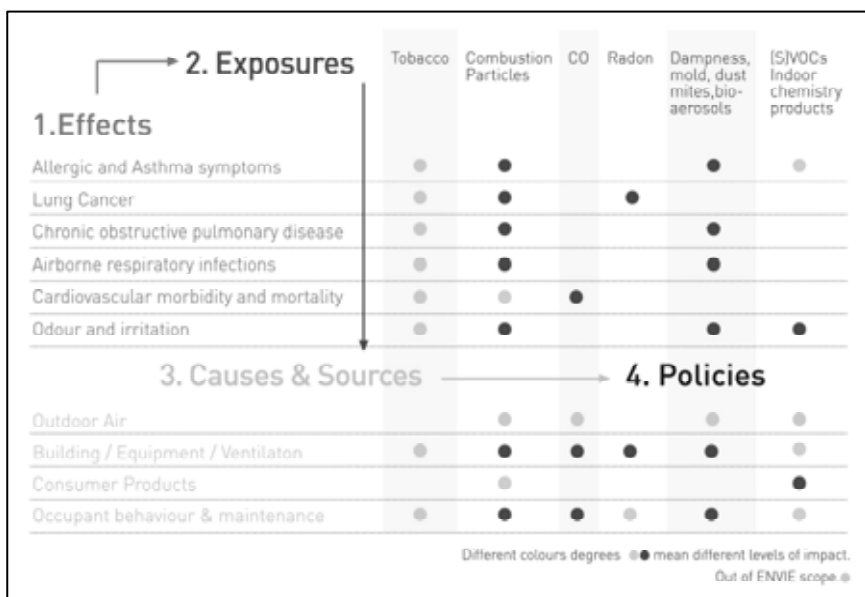 2. Exposures
1.Effects
Tobacco
Combustion
Particles
CO
Radon
Dampness,
mold, dust
mites,bio-
aerosols
(S)VOCs
Indoor
chemistry
products
Allergic and Asthma symptoms
Lung Cancer
Chronic obstructive pulmonary disease
Airborne respiratory infections
Cardiovascular morbidity and mortality
Odour and irritation
3. Causes & Sources
4. Policies
Outdoor Air
Building / Equipment / Ventilaton
Consumer Products
Occupant behaviour & maintenance
Different colours degrees mean different levels of impact.
Out of ENVIE scope.